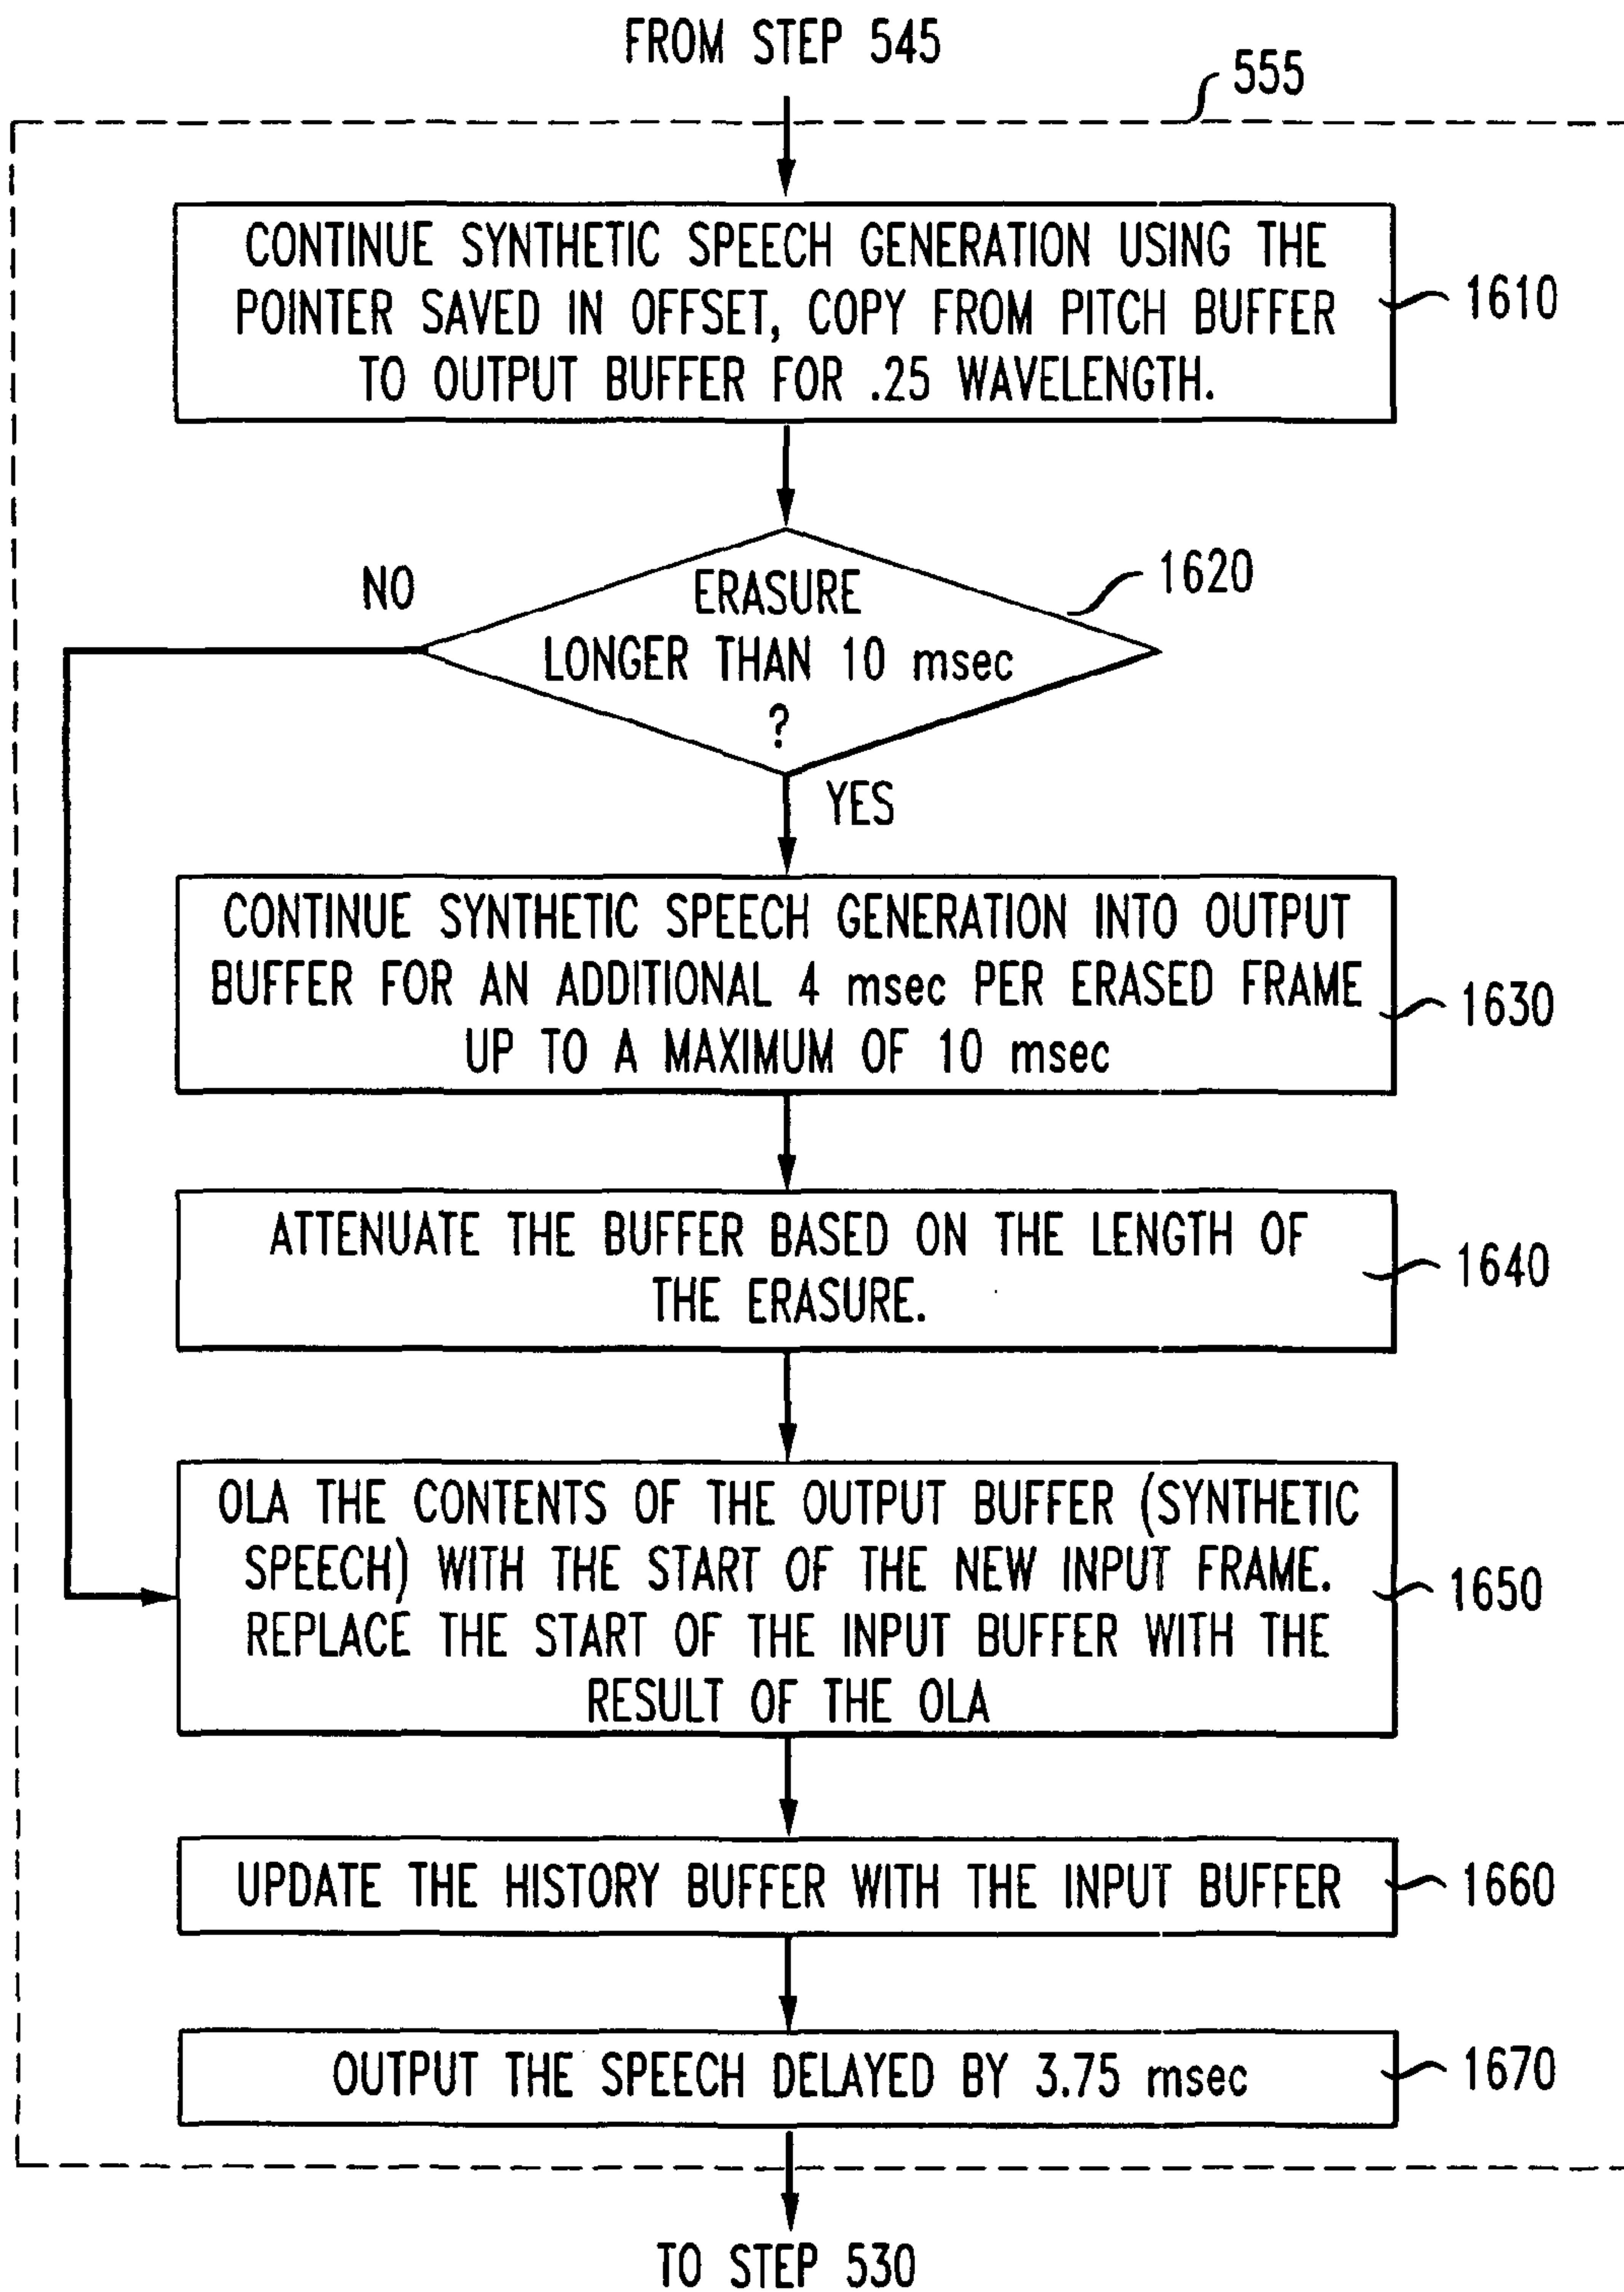 FROM STEP 545
555
CONTINUE SYNTHETIC SPEECH GENERATION USING THE
POINTER SAVED IN OFFSET, COPY FROM PITCH BUFFER
TO OUTPUT BUFFER FOR .25 WAVELENGTH.
1610
NO
ERASURE
LONGER THAN 10 msec
?
1620
YES
CONTINUE SYNTHETIC SPEECH GENERATION INTO OUTPUT
BUFFER FOR AN ADDITIONAL 4 msec PER ERASED FRAME
UP TO A MAXIMUM OF 10 msec
1630
ATTENUATE THE BUFFER BASED ON THE LENGTH OF
THE ERASURE.
1640
OLA THE CONTENTS OF THE OUTPUT BUFFER (SYNTHETIC
SPEECH) WITH THE START OF THE NEW INPUT FRAME.
REPLACE THE START OF THE INPUT BUFFER WITH THE
RESULT OF THE OLA
1650
UPDATE THE HISTORY BUFFER WITH THE INPUT BUFFER
1660
OUTPUT THE SPEECH DELAYED BY 3.75 msec
1670
TO STEP 530